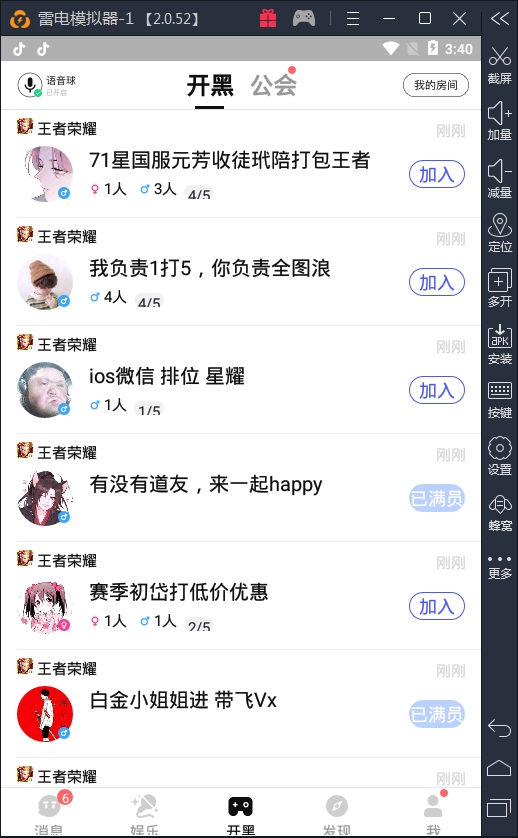 雷电模拟器-1 【2.0.52】
3:40
语音球
已开启
开黑
公会
我的房间
王者荣耀
刚刚
71星国服元芳收徒玳陪打包王者
1人 3人 4/5
加入
王者荣耀
刚刚
我负责1打5，你负责全图浪
4人 4/5
加入
王者荣耀
刚刚
ios微信 排位 星耀
1人 1/5
加入
王者荣耀
刚刚
有没有道友，来一起happy
已满员
王者荣耀
刚刚
赛季初岱打低价优惠
1人 1人 2/5
加入
王者荣耀
刚刚
白金小姐姐进 带飞Vx
已满员
王者荣耀
刚刚
6
消息
娱乐
开黑
发现
我
截屏
加量
减量
定位
多开
APK
安装
按键
设置
蜂窝
更多